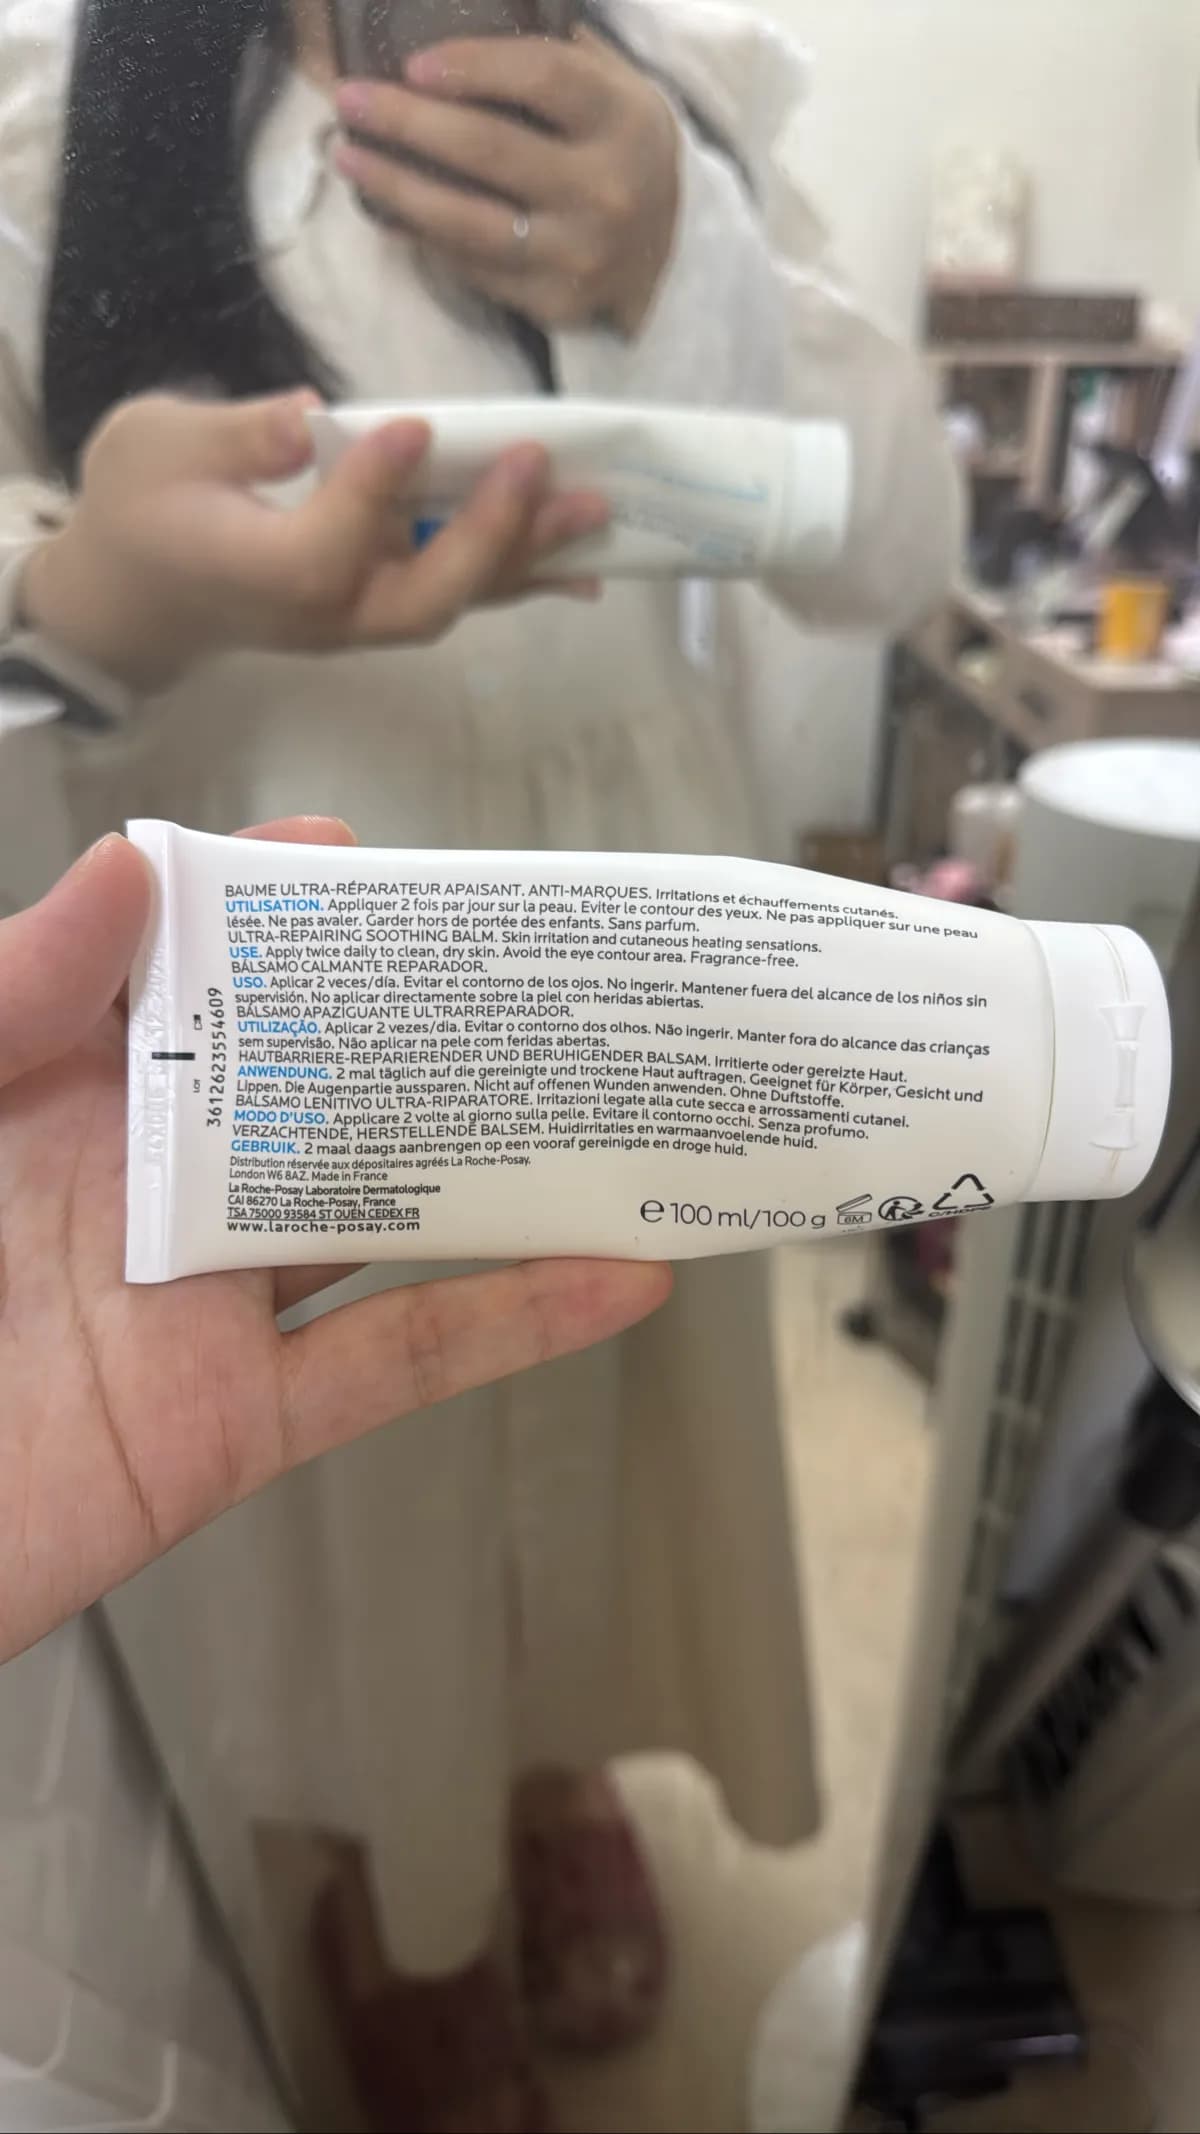 BAUME ULTRA-RÉPARATEUR APAISANT. ANTI-MARQUES. Irritations et échauffements cutanés.
UTILISATION. Appliquer 2 fois par jour sur la peau. Eviter le contour des yeux. Ne pas appliquer sur une peau
lésée. Ne pas avaler. Garder hors de portée des enfants. Sans parfum.
ULTRA-REPAIRING SOOTHING BALM. Skin irritation and cutaneous heating sensations.
USE. Apply twice daily to clean, dry skin. Avoid the eye contour area. Fragrance-free.
BÁLSAMO CALMANTE REPARADOR.
USO. Aplicar 2 veces/día. Evitar el contorno de los ojos. No ingerir. Mantener fuera del alcance de los niños sin
supervisión. No aplicar directamente sobre la piel con heridas abiertas.
BÁLSAMO APAZIGUANTE ULTRARREPARADOR.
UTILIZAÇÃO. Aplicar 2 vezes/dia. Evitar o contorno dos olhos. Não ingerir. Manter fora do alcance das crianças
sem supervisão. Não aplicar na pele com feridas abertas.
HAUTBARRIERE-REPARIERENDER UND BERUHIGENDER BALSAM. Irritierte oder gereizte Haut.
ANWENDUNG. 2 mal täglich auf die gereinigte und trockene Haut auftragen. Geeignet für Körper, Gesicht und
Lippen. Die Augenpartie aussparen. Nicht auf offenen Wunden anwenden. Ohne Duftstoffe.
BALSAMO LENITIVO ULTRA-RIPARATORE. Irritazioni legate alla cute secca e arrossamenti cutanei.
MODO D'USO. Applicare 2 volte al giorno sulla pelle. Evitare il contorno occhi. Senza profumo.
VERZACHTENDE, HERSTELLENDE BALSEM. Huidirritaties en warmaanvoelende huid.
GEBRUIK. 2 maal daags aanbrengen op een vooraf gereinigde en droge huid.
Distribution réservée aux dépositaires agréés La Roche-Posay.
London W6 8AZ. Made in France
La Roche-Posay Laboratoire Dermatologique
CAI 86270 La Roche-Posay, France
TSA 75000 93584 ST OUEN CEDEX FR
www.laroche-posay.com
e 100 ml/100 g
6M
C/HDPE
LOT
3612623554609